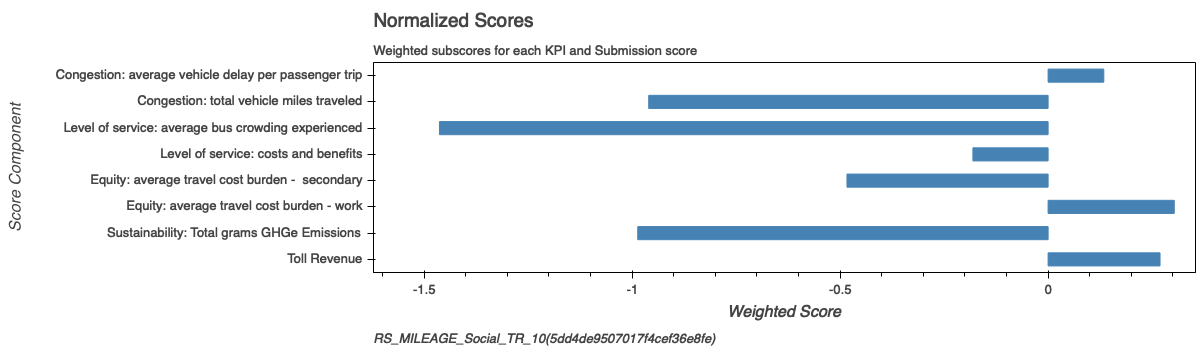 Normalized Scores
Weighted subscores for each KPI and Submission score
Congestion: average vehicle delay per passenger trip
Congestion: total vehicle miles traveled
Level of service: average bus crowding experienced
Level of service: costs and benefits
Equity: average travel cost burden -  secondary
Equity: average travel cost burden - work
Sustainability: Total grams GHGe Emissions
Toll Revenue
Score Component
-1.5 -1 -0.5 0
Weighted Score
RS_MILEAGE_Social_TR_10(5dd4de9507017f4cef36e8fe)